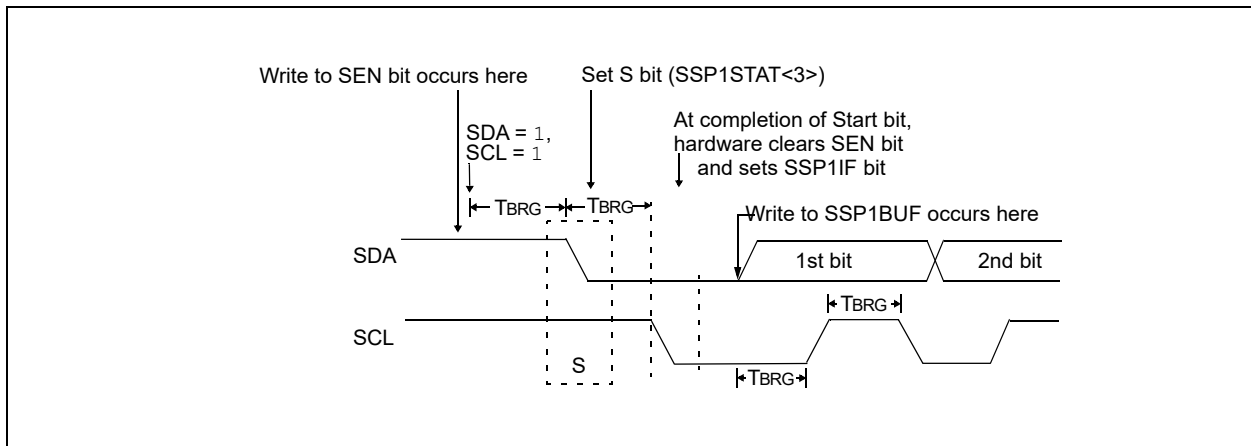 Write to SEN bit occurs here
Set S bit (SSP1STAT<3>)
SDA = 1,
SCL = 1
At completion of Start bit,
hardware clears SEN bit
and sets SSP1IF bit
TBRG
TBRG
Write to SSP1BUF occurs here
SDA
1st bit
2nd bit
TBRG
SCL
S
TBRG